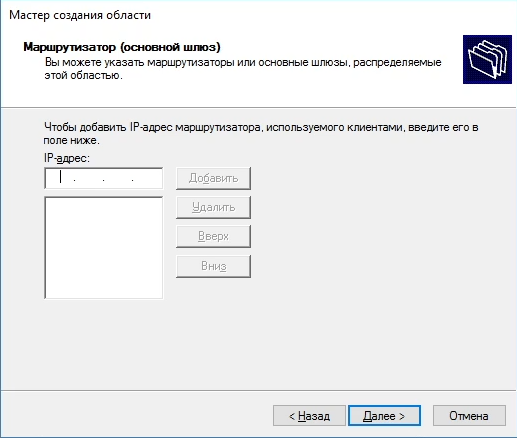 Мастер создания области
Маршрутизатор (основной шлюз)
Вы можете указать маршрутизаторы или основные шлюзы, распределяемые
этой областью.
Чтобы добавить IP-адрес маршрутизатора, используемого клиентами, введите его в
поле ниже.
IP-адрес:
. . .
Добавить
Удалить
Вверх
Вниз
< Назад
Далее >
Отмена